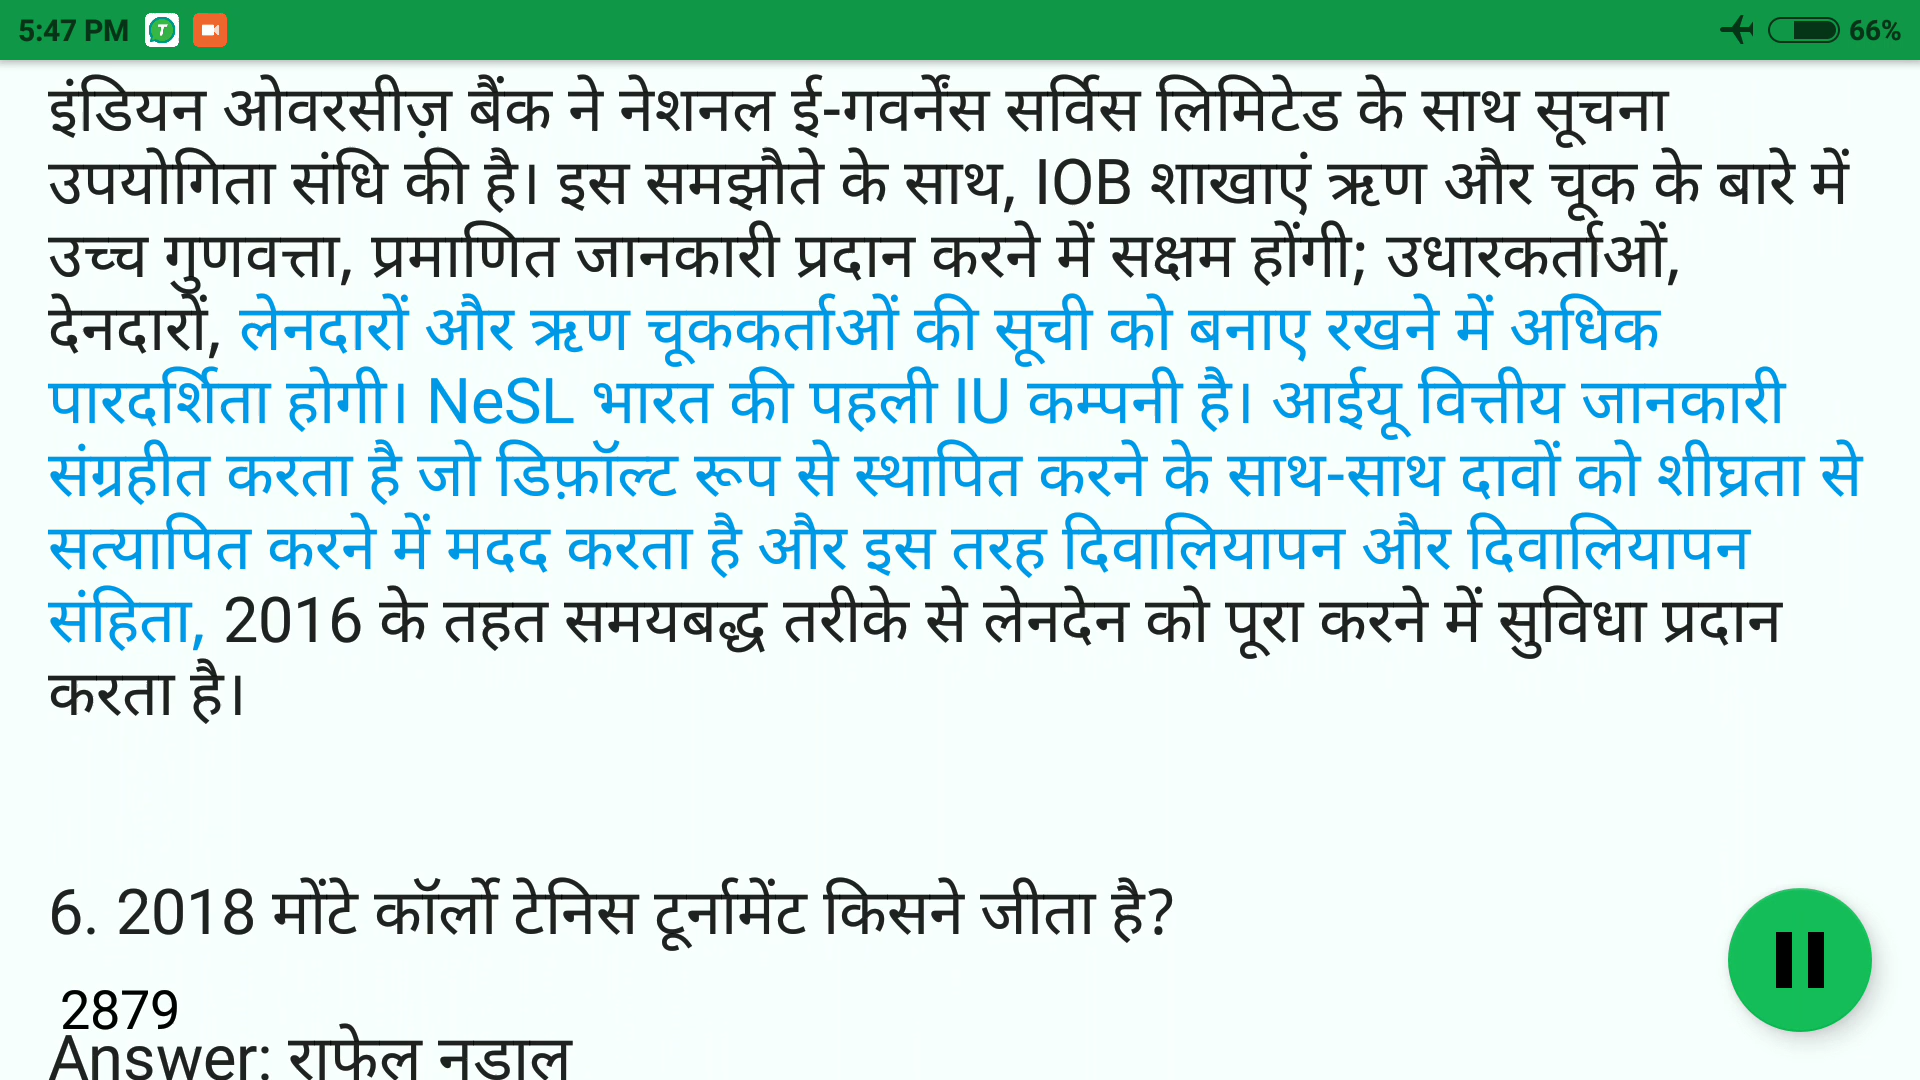 5:47 PM
66%
इंडियन ओवरसीज़ बैंक ने नेशनल ई-गवर्नेंस सर्विस लिमिटेड के साथ सूचना
उपयोगिता संधि की है। इस समझौते के साथ, IOB शाखाएं ऋण और चूक के बारे में
उच्च गुणवत्ता, प्रमाणित जानकारी प्रदान करने में सक्षम होंगी; उधारकर्ताओं,
देनदारों, लेनदारों और ऋण चूककर्ताओं की सूची को बनाए रखने में अधिक
पारदर्शिता होगी। NeSL भारत की पहली IU कम्पनी है। आईयू वित्तीय जानकारी
संग्रहीत करता है जो डिफ़ॉल्ट रूप से स्थापित करने के साथ-साथ दावों को शीघ्रता से
सत्यापित करने में मदद करता है और इस तरह दिवालियापन और दिवालियापन
संहिता, 2016 के तहत समयबद्ध तरीके से लेनदेन को पूरा करने में सुविधा प्रदान
करता है।
6. 2018 मोंटे कॉर्लो टेनिस टूर्नामेंट किसने जीता है?
2879
Answer: राफेल नडाल